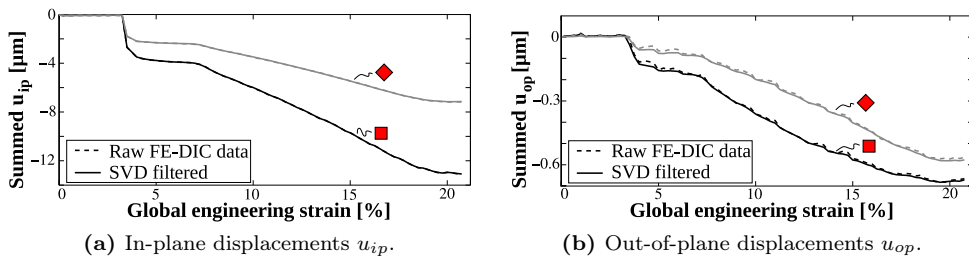 Summed u_ip [μm]
0
−4
−8
−12
0 5 10 15 20
Raw FE-DIC data
SVD filtered
Global engineering strain [%]
(a) In-plane displacements u_ip.
Summed u_op [μm]
0
−0.3
−0.6
0 5 10 15 20
Raw FE-DIC data
SVD filtered
Global engineering strain [%]
(b) Out-of-plane displacements u_op.